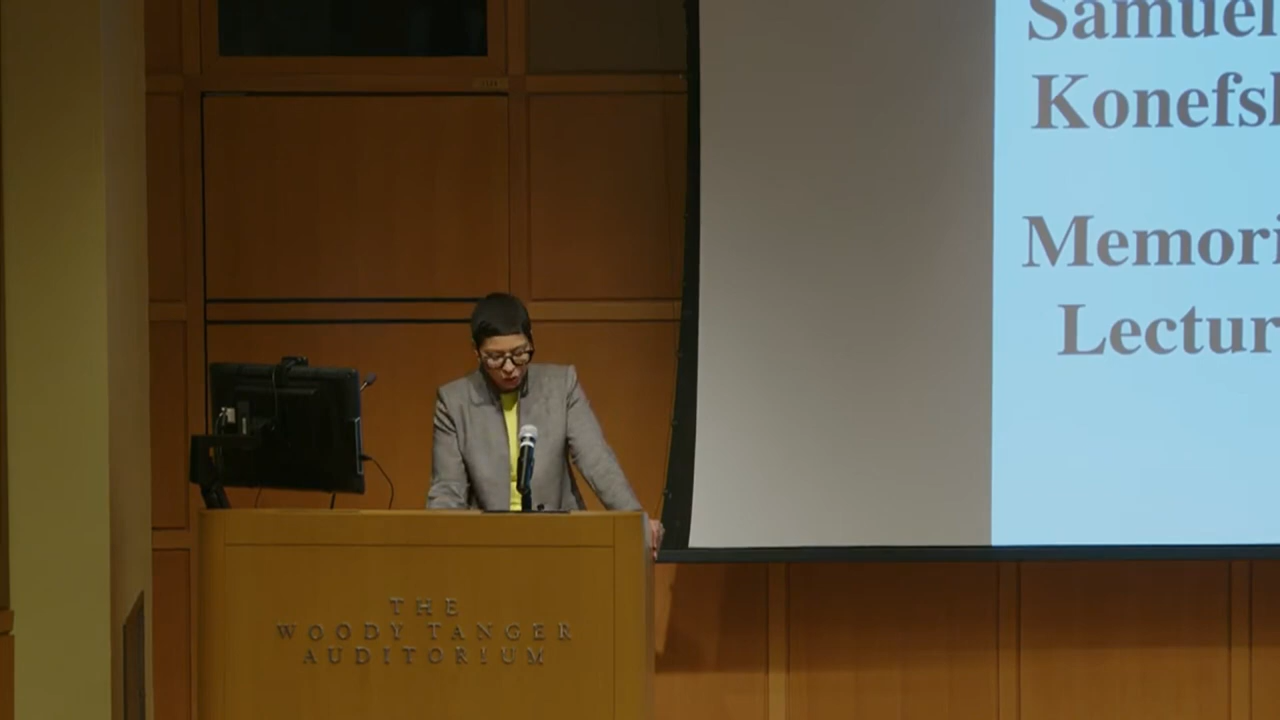 Samuel
Konefsk
Memori
Lectur
THE
WOODY TANGER
AUDITORIUM